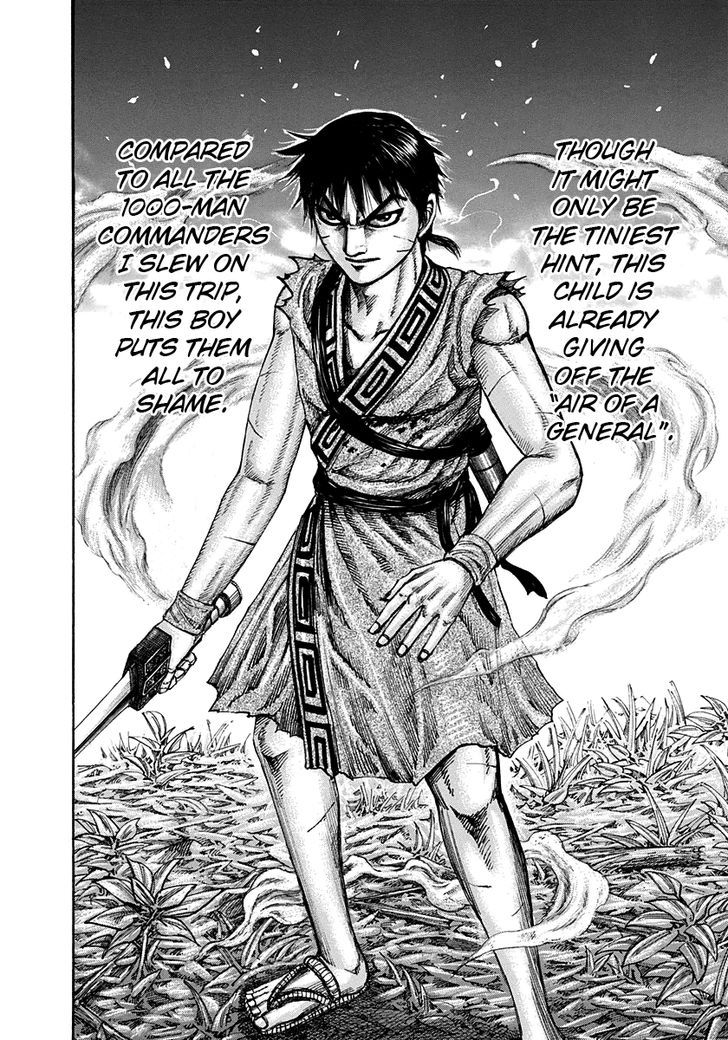 THOUGH
IT MIGHT
ONLY BE
THE TINIEST
HINT, THIS
CHILD IS
ALREADY
GIVING
OFF THE
"AIR OF A
GENERAL".
COMPARED
TO ALL THE
1000-MAN
COMMANDERS
I SLEW ON
THIS TRIP,
THIS BOY
PUTS THEM
ALL TO
SHAME.